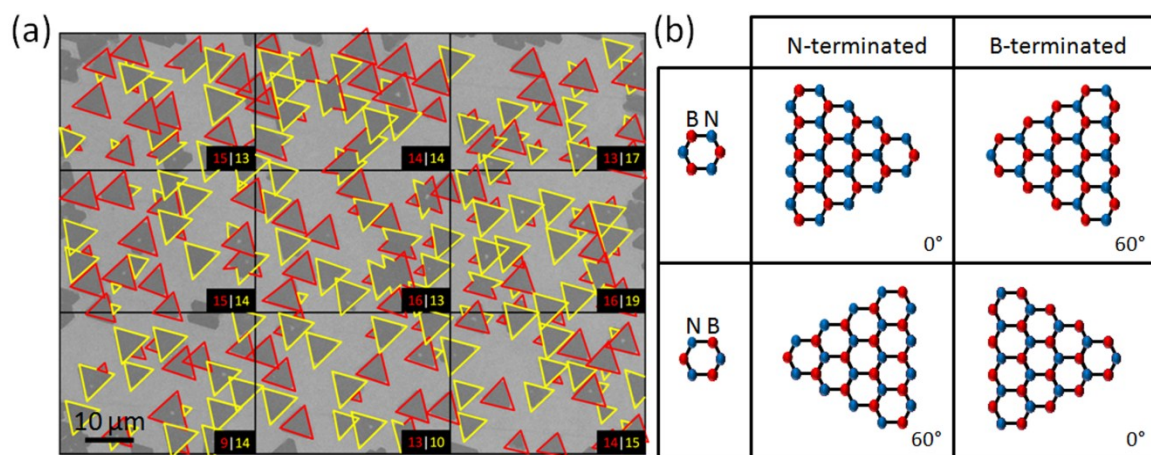 (a)
15|13
14|14
13|17
15|14
16|13
16|19
9|14
13|10
14|15
10 µm
(b)
N-terminated
B-terminated
B N
0°
60°
N B
60°
0°